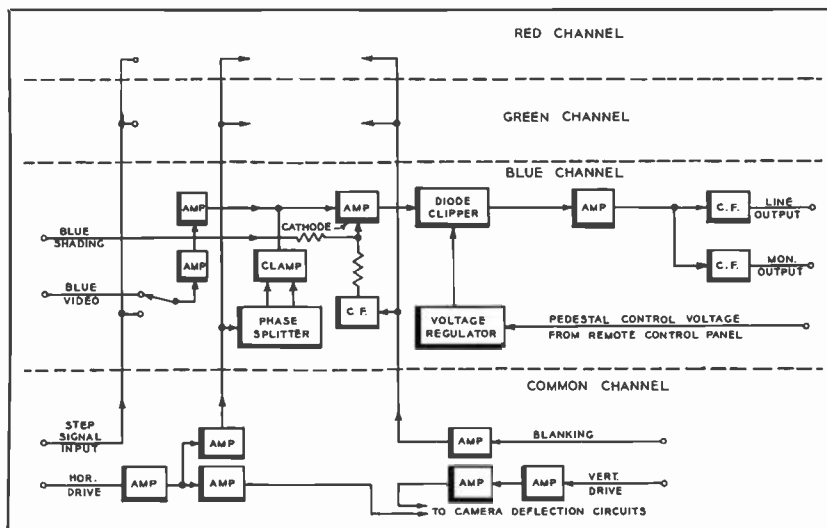 RED CHANNEL
GREEN CHANNEL
BLUE CHANNEL
AMP
AMP
DIODE
CLIPPER
AMP
C.F.
LINE
OUTPUT
CATHODE
BLUE
SHADING
AMP
CLAMP
C.F.
MON.
OUTPUT
BLUE
VIDEO
PHASE
SPLITTER
C.F.
VOLTAGE
REGULATOR
PEDESTAL CONTROL VOLTAGE
FROM REMOTE CONTROL PANEL
COMMON CHANNEL
STEP
SIGNAL
INPUT
AMP
AMP
BLANKING
HOR.
DRIVE
AMP
AMP
AMP
AMP
VERT.
DRIVE
TO CAMERA DEFLECTION CIRCUITS